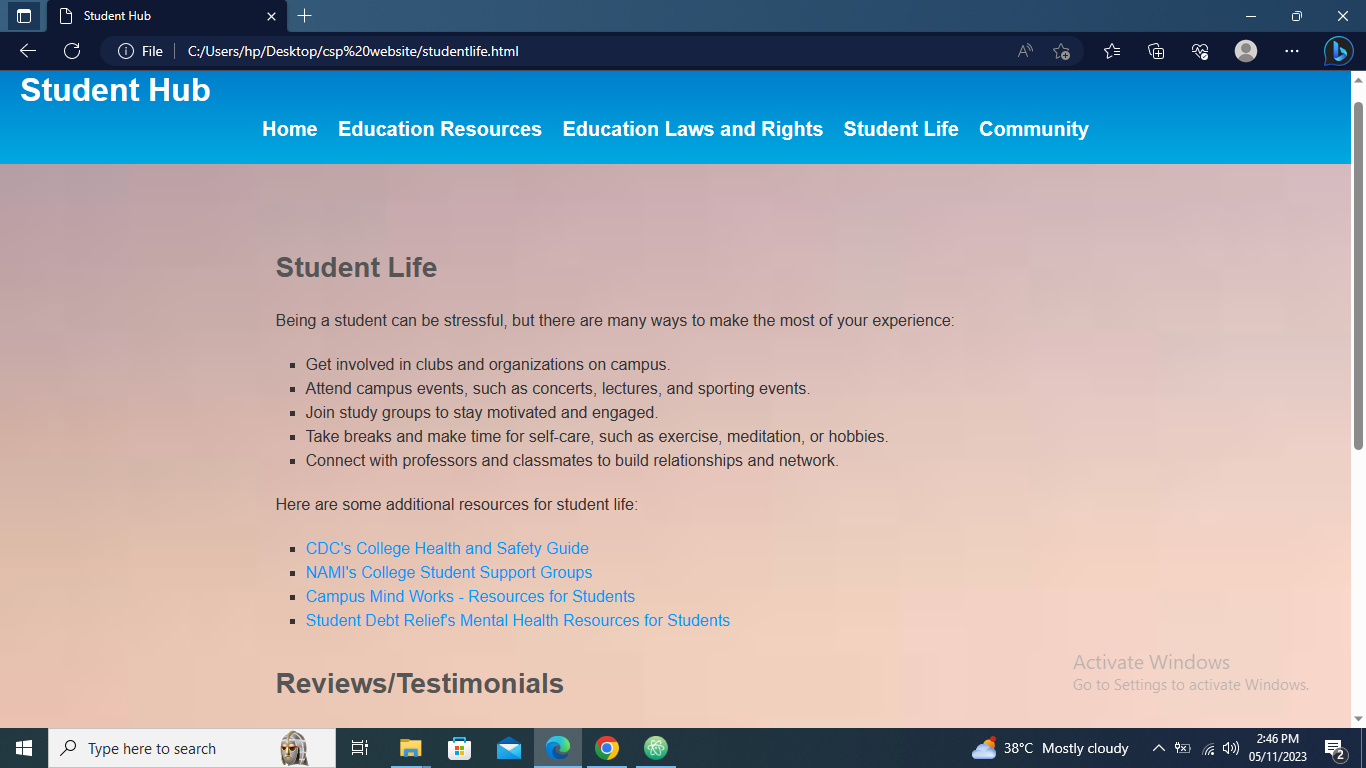 Student Hub
File
C:/Users/hp/Desktop/csp%20website/studentlife.html
Student Hub
Home Education Resources Education Laws and Rights Student Life Community
Student Life
Being a student can be stressful, but there are many ways to make the most of your experience:
Get involved in clubs and organizations on campus.
Attend campus events, such as concerts, lectures, and sporting events.
Join study groups to stay motivated and engaged.
Take breaks and make time for self-care, such as exercise, meditation, or hobbies.
Connect with professors and classmates to build relationships and network.
Here are some additional resources for student life:
CDC's College Health and Safety Guide
NAMI's College Student Support Groups
Campus Mind Works - Resources for Students
Student Debt Relief's Mental Health Resources for Students
Reviews/Testimonials
Activate Windows
Go to Settings to activate Windows.
Type here to search
38°C Mostly cloudy
2:46 PM
05/11/2023
2